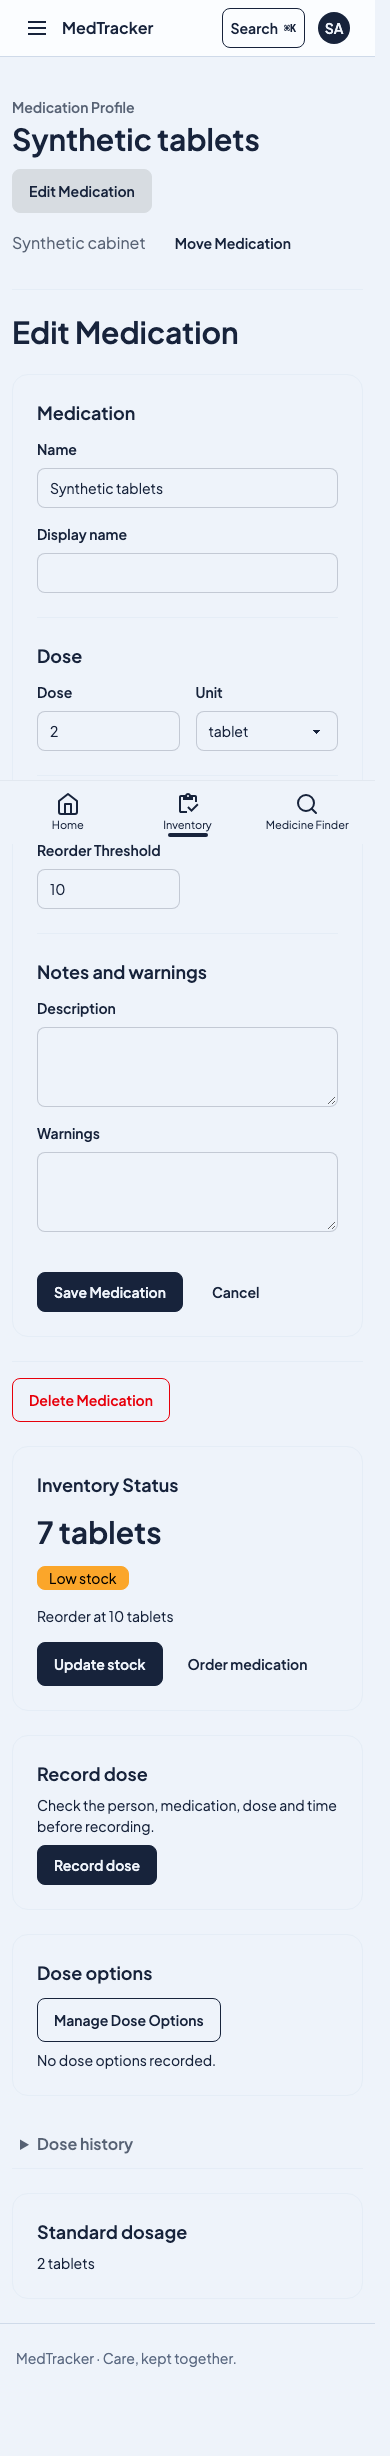 MedTracker
Search ⌘K
SA
Medication Profile
Synthetic tablets
Edit Medication
Synthetic cabinet
Move Medication
Edit Medication
Medication
Name
Synthetic tablets
Display name
Dose
Dose
Unit
2
tablet
Home
Inventory
Medicine Finder
Reorder Threshold
10
Notes and warnings
Description
Warnings
Save Medication
Cancel
Delete Medication
Inventory Status
7 tablets
Low stock
Reorder at 10 tablets
Update stock
Order medication
Record dose
Check the person, medication, dose and time
before recording.
Record dose
Dose options
Manage Dose Options
No dose options recorded.
Dose history
Standard dosage
2 tablets
MedTracker · Care, kept together.